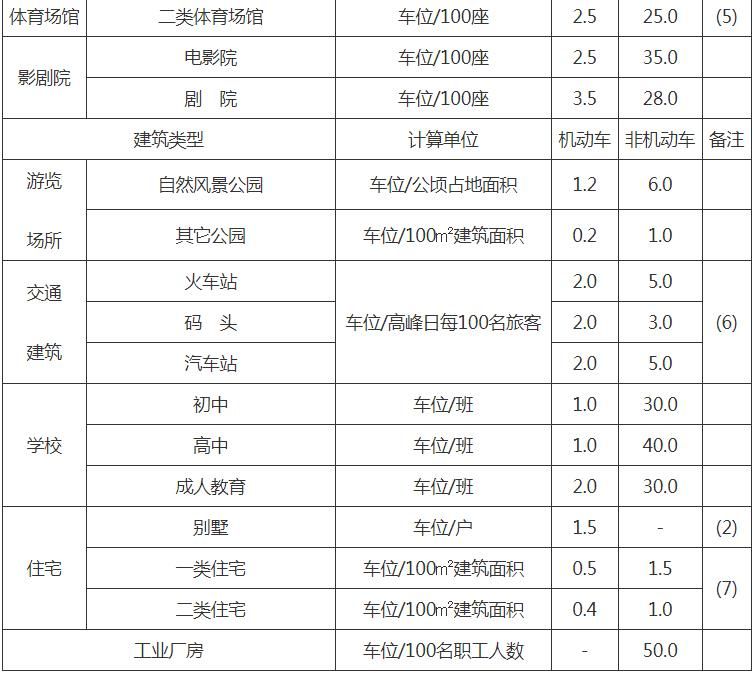 体育场馆 二类体育场馆 车位/100座 2.5 25.0 (5)
影剧院 电影院 车位/100座 2.5 35.0
剧 院 车位/100座 3.5 28.0
建筑类型 计算单位 机动车 非机动车 备注
游览 场所 自然风景公园 车位/公顷占地面积 1.2 6.0
其它公园 车位/100㎡建筑面积 0.2 1.0
交通 建筑 火车站 车位/高峰日每100名旅客 2.0 5.0 (6)
码 头 2.0 3.0
汽车站 2.0 5.0
学校 初中 车位/班 1.0 30.0
高中 车位/班 1.0 40.0
成人教育 车位/班 2.0 30.0
住宅 别墅 车位/户 1.5 - (2)
一类住宅 车位/100㎡建筑面积 0.5 1.5 (7)
二类住宅 车位/100㎡建筑面积 0.4 1.0
工业厂房 车位/100名职工人数 - 50.0